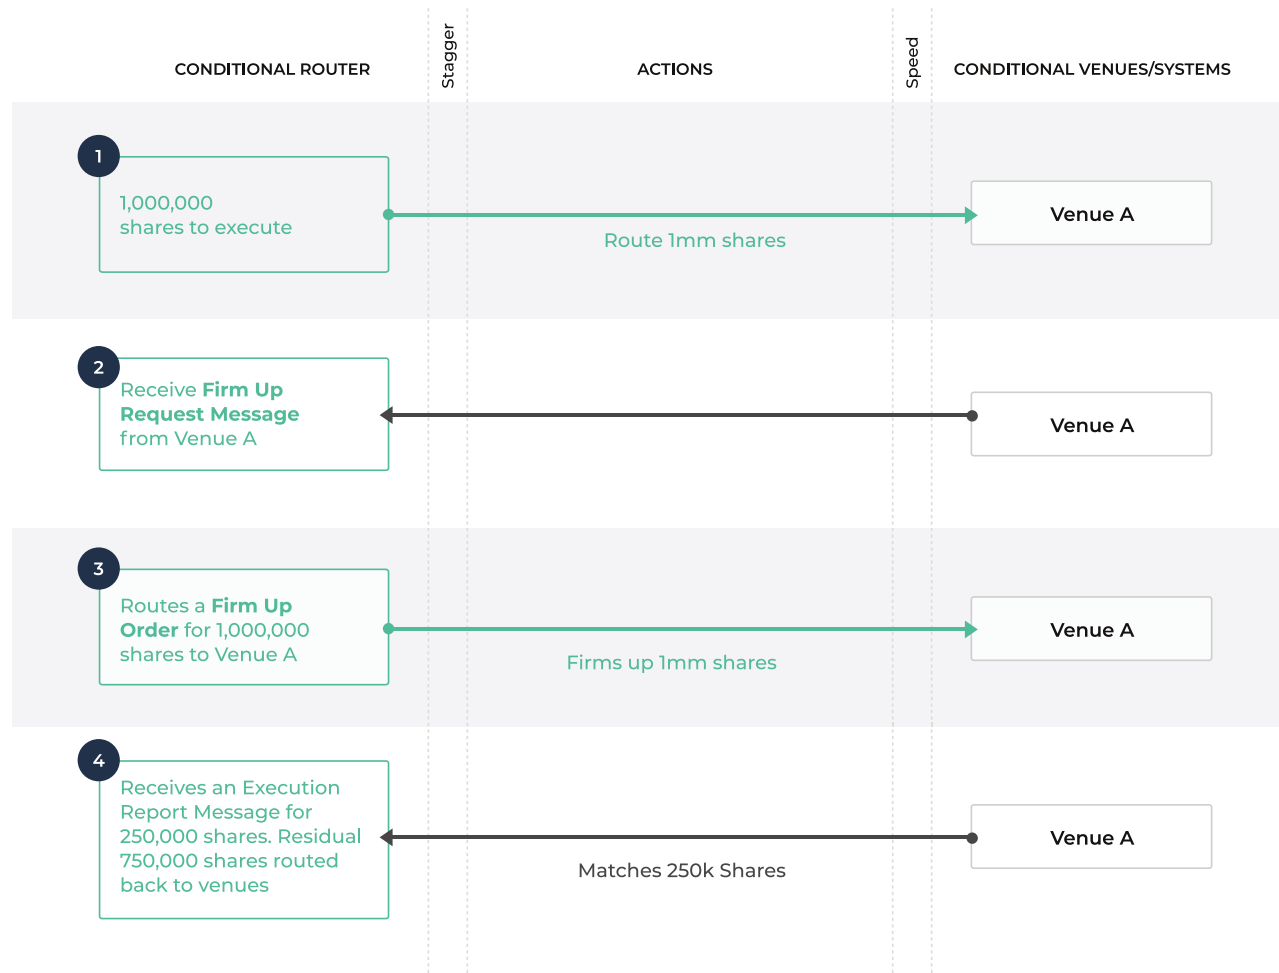 CONDITIONAL ROUTER
Stagger
ACTIONS
Speed
CONDITIONAL VENUES/SYSTEMS
1
1,000,000
shares to execute
Route 1mm shares
Venue A
2
Receive Firm Up
Request Message
from Venue A
Venue A
3
Routes a Firm Up
Order for 1,000,000
shares to Venue A
Firms up 1mm shares
Venue A
4
Receives an Execution
Report Message for
250,000 shares. Residual
750,000 shares routed
back to venues
Matches 250k Shares
Venue A